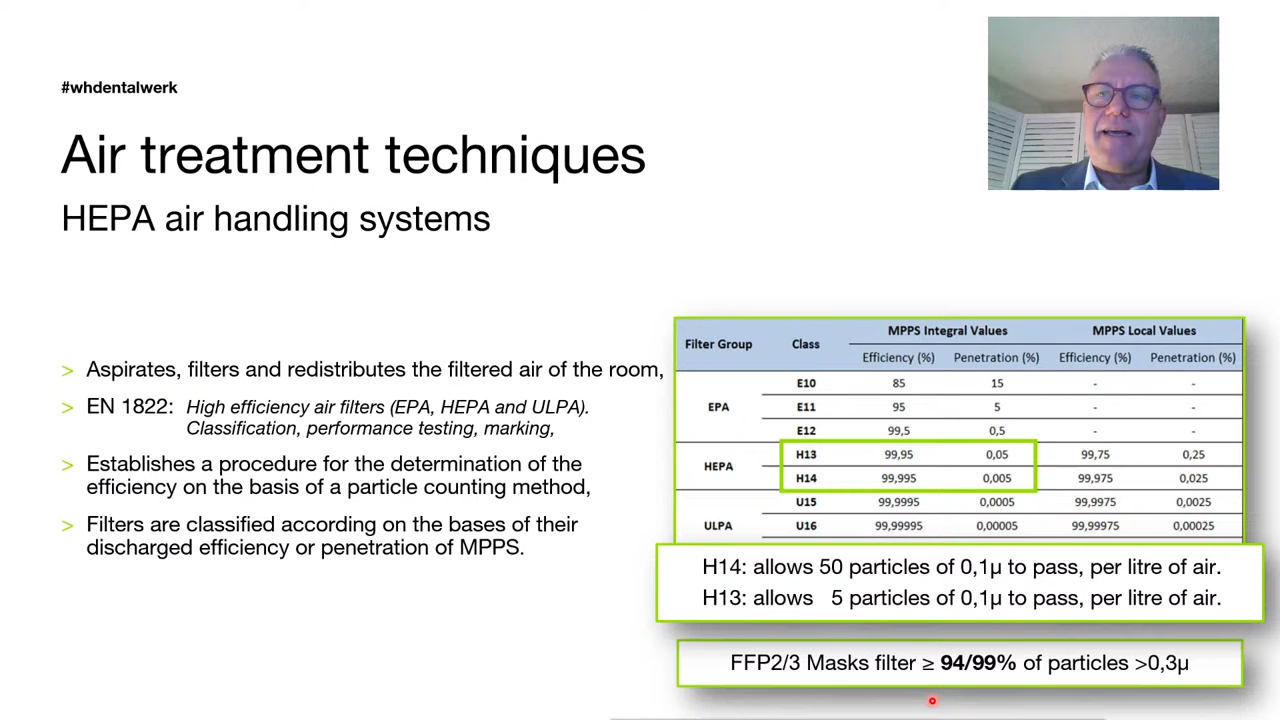 #whdentalwerk
Air treatment techniques
HEPA air handling systems
> Aspirates, filters and redistributes the filtered air of the room,
> EN 1822: High efficiency air filters (EPA, HEPA and ULPA).
Classification, performance testing, marking,
> Establishes a procedure for the determination of the
efficiency on the basis of a particle counting method,
> Filters are classified according on the bases of their
discharged efficiency or penetration of MPPS.
Filter Group Class MPPS Integral Values MPPS Local Values
Efficiency (%) Penetration (%) Efficiency (%) Penetration (%)
EPA
E10 85 15 - -
E11 95 5 - -
E12 99,5 0,5 - -
HEPA
H13 99,95 0,05 99,75 0,25
H14 99,995 0,005 99,975 0,025
ULPA
U15 99,9995 0,0005 99,9975 0,0025
U16 99,99995 0,00005 99,99975 0,00025
H14: allows 50 particles of 0,1µ to pass, per litre of air.
H13: allows 5 particles of 0,1µ to pass, per litre of air.
FFP2/3 Masks filter ≥ 94/99% of particles >0,3µ